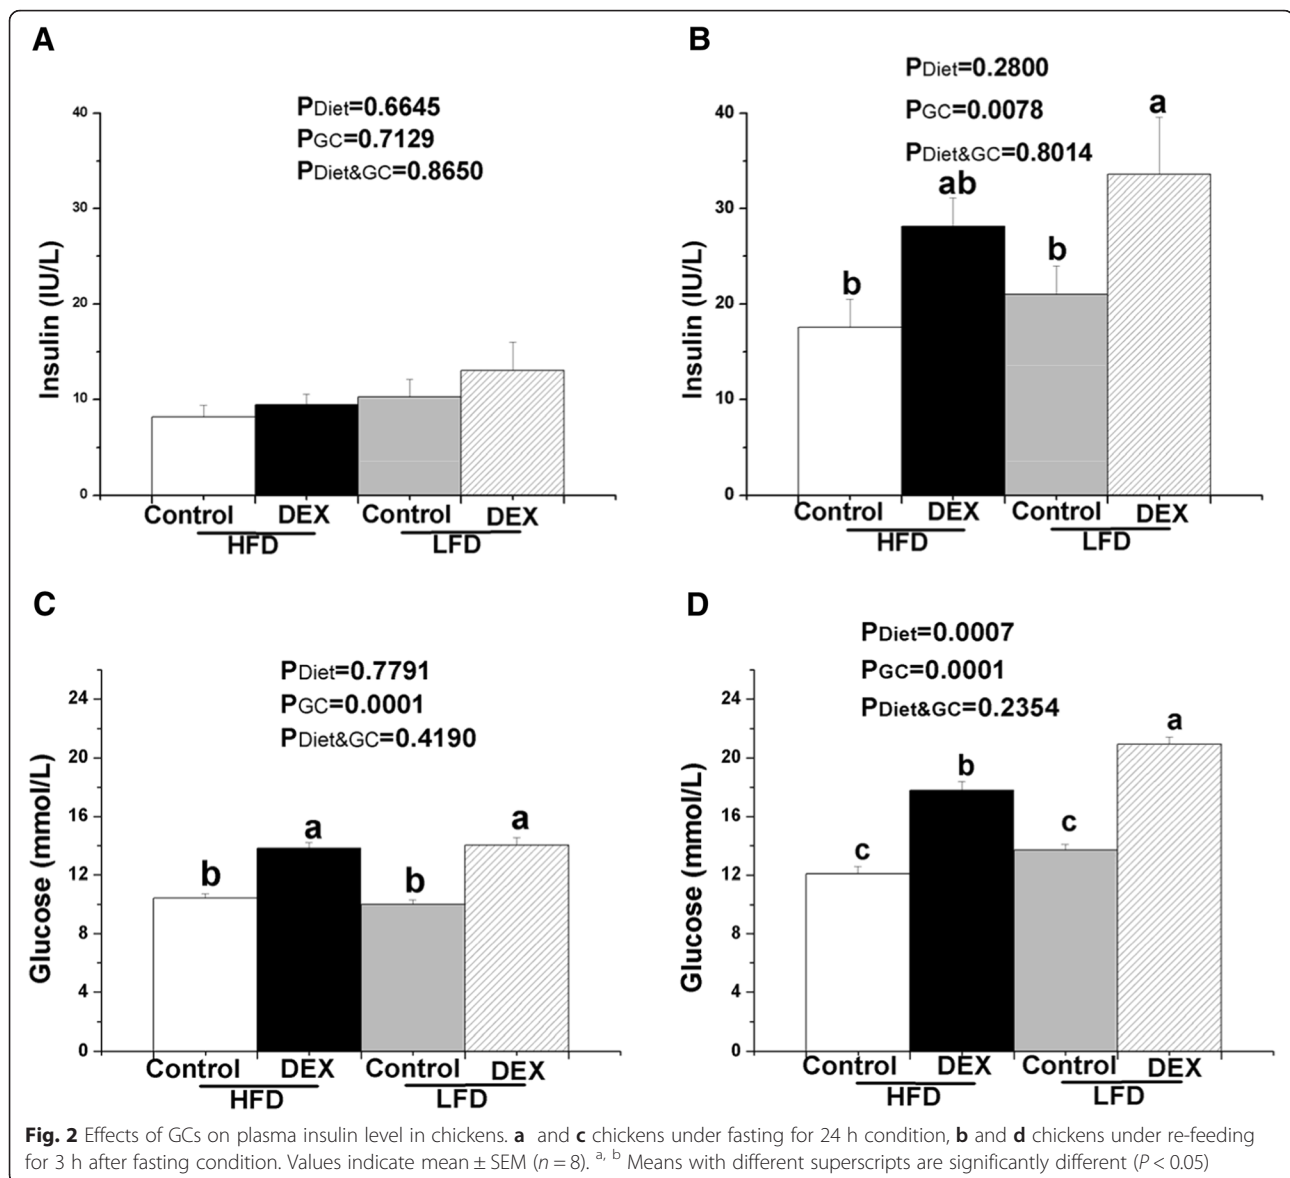 A
PDiet=0.6645
PGC=0.7129
PDiet&GC=0.8650
40
30
20
10
0
Insulin (IU/L)
Control DEX Control DEX
HFD LFD
B
PDiet=0.2800
PGC=0.0078
PDiet&GC=0.8014
40
30
20
10
0
Insulin (IU/L)
b ab b a
Control DEX Control DEX
HFD LFD
C
PDiet=0.7791
PGC=0.0001
PDiet&GC=0.4190
24
20
16
12
8
4
0
Glucose (mmol/L)
b a b a
Control DEX Control DEX
HFD LFD
D
PDiet=0.0007
PGC=0.0001
PDiet&GC=0.2354
24
20
16
12
8
4
0
Glucose (mmol/L)
c b c a
Control DEX Control DEX
HFD LFD
Fig. 2 Effects of GCs on plasma insulin level in chickens. a and c chickens under fasting for 24 h condition, b and d chickens under re-feeding
for 3 h after fasting condition. Values indicate mean ± SEM (n = 8). a, b Means with different superscripts are significantly different (P < 0.05)